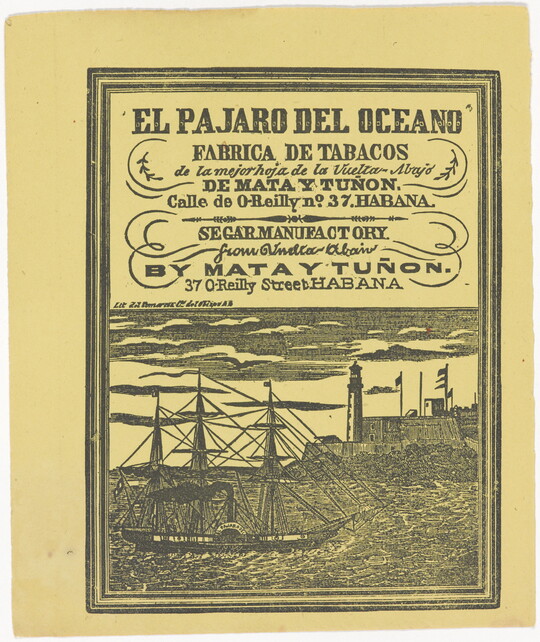 EL PAJARO DEL OCEANO
FABRICA DE TABACOS
de la mejor hoja de la Vuelta-Abajo
DE MATA Y TUÑON.
Calle de O-Reilly nº 37. HABANA.
SEGAR MANUFACTORY.
from Vuelta-Abajo
BY MATA Y TUÑON.
37 O-Reilly Street HABANA
Lit.